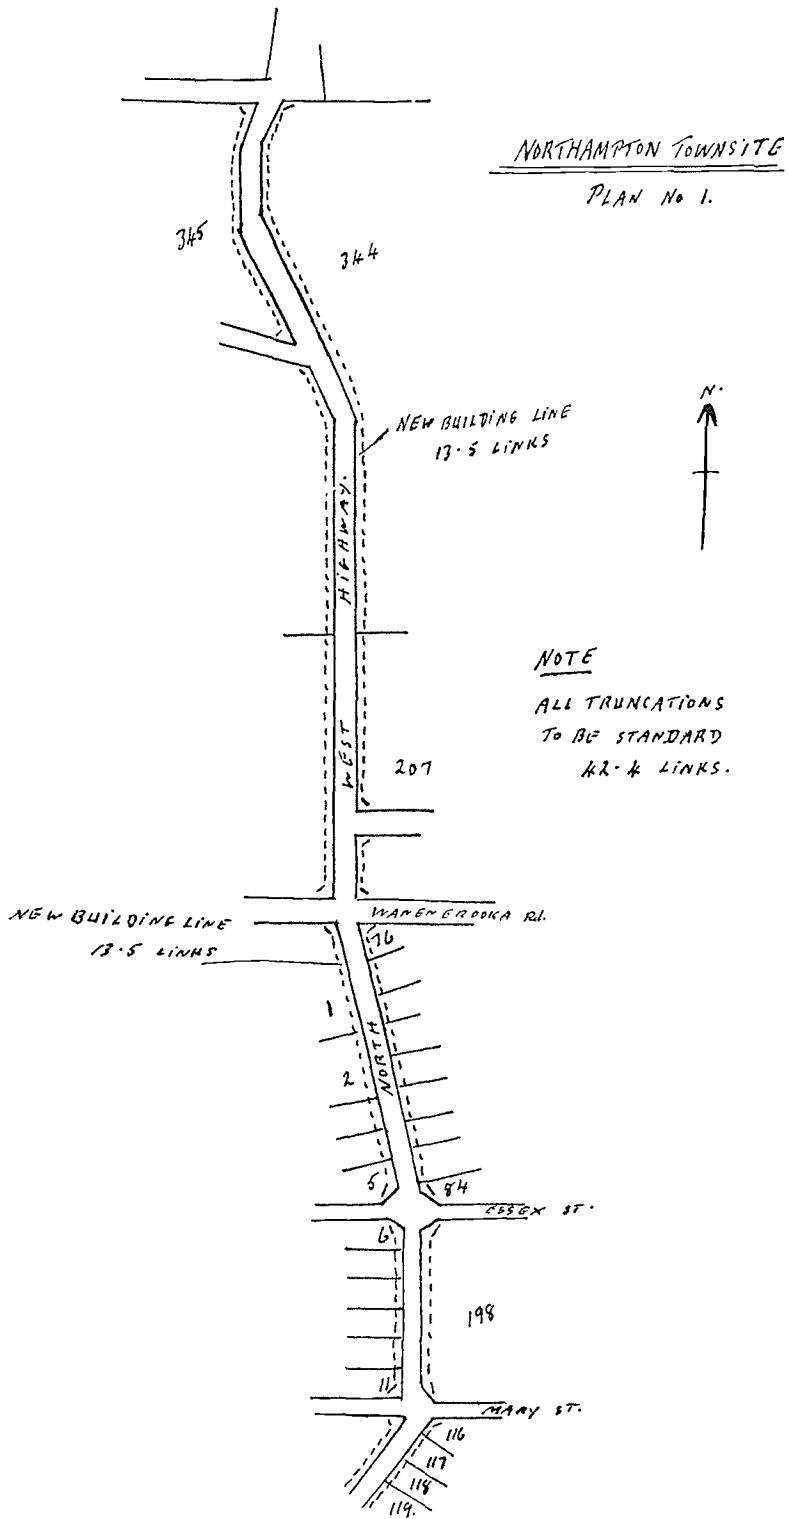 NORTHAMPTON TOWNSITE
PLAN No 1.
345
344
N.
NEW BUILDING LINE
13.5 LINKS
HIGHWAY.
WEST
NOTE
ALL TRUNCATIONS
TO BE STANDARD
42.4 LINKS.
207
NEW BUILDING LINE
13.5 LINKS
WANENEROOKA Rd.
76
1
NORTH
2
5
84
ESSEX ST.
6
198
11
MARY ST.
116
117
118
119.